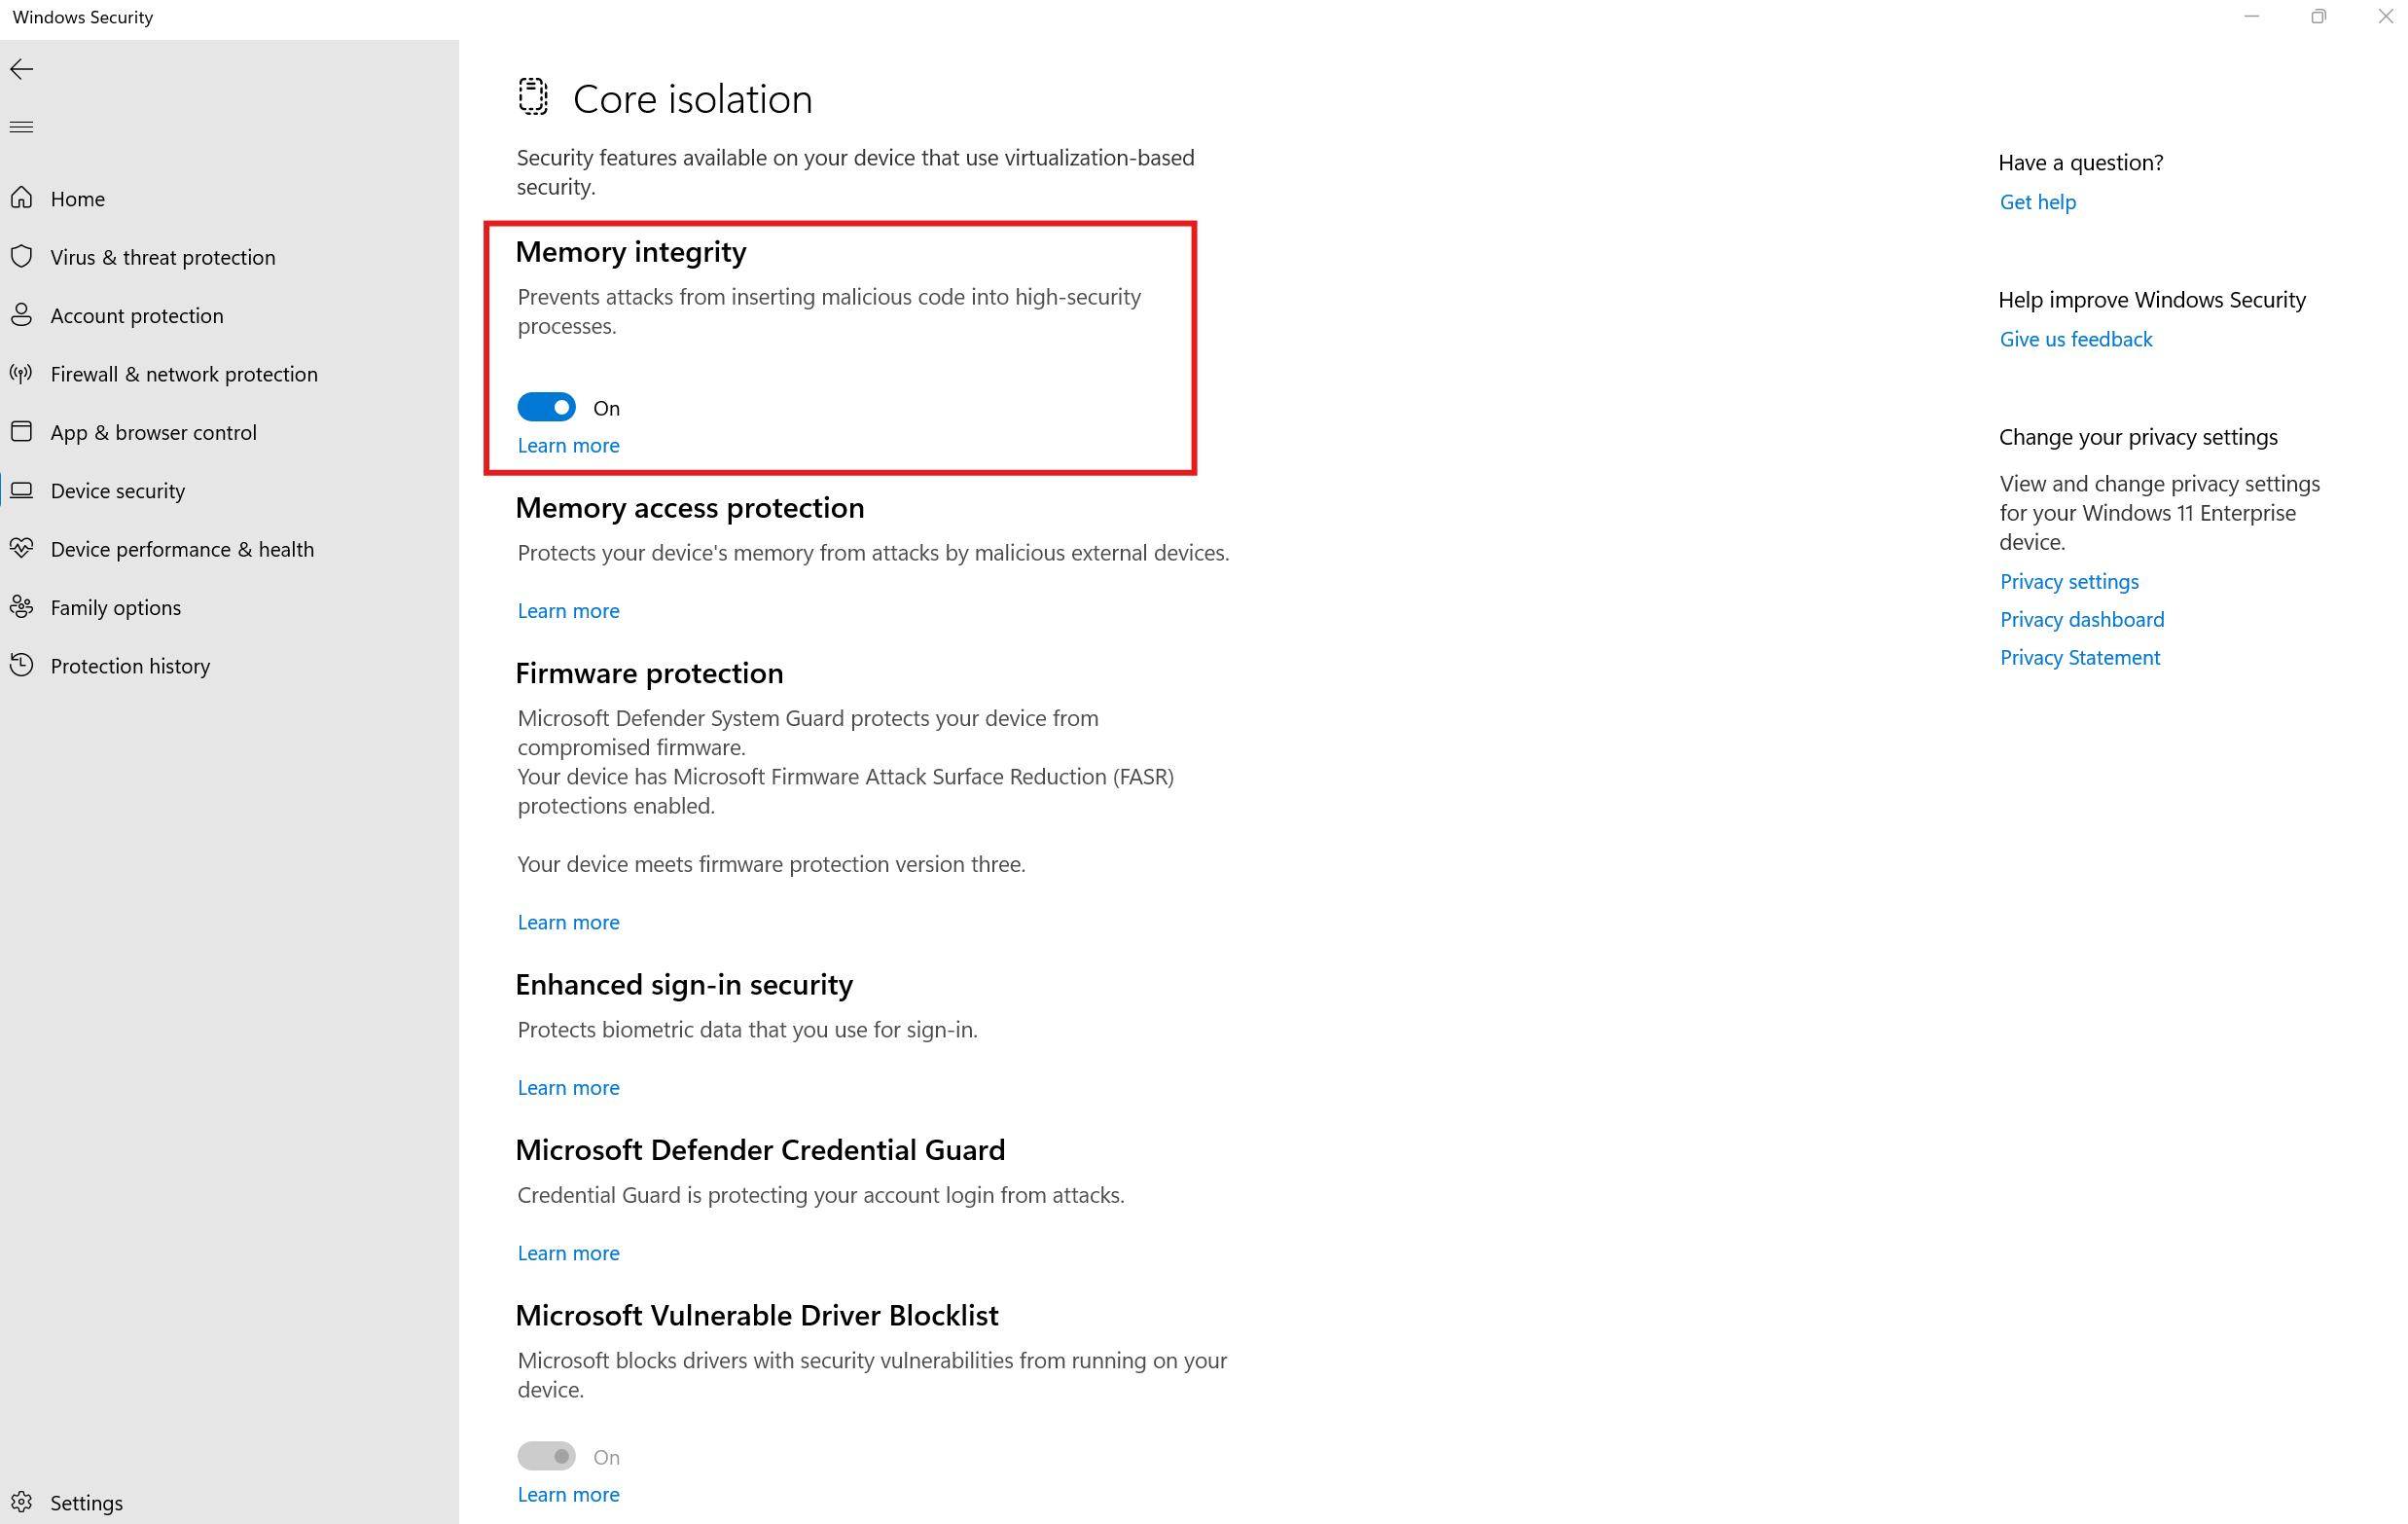 Windows Security
Home
Virus & threat protection
Account protection
Firewall & network protection
App & browser control
Device security
Device performance & health
Family options
Protection history
Settings
Core isolation
Security features available on your device that use virtualization-based
security.
Memory integrity
Prevents attacks from inserting malicious code into high-security
processes.
On
Learn more
Memory access protection
Protects your device's memory from attacks by malicious external devices.
Learn more
Firmware protection
Microsoft Defender System Guard protects your device from
compromised firmware.
Your device has Microsoft Firmware Attack Surface Reduction (FASR)
protections enabled.
Your device meets firmware protection version three.
Learn more
Enhanced sign-in security
Protects biometric data that you use for sign-in.
Learn more
Microsoft Defender Credential Guard
Credential Guard is protecting your account login from attacks.
Learn more
Microsoft Vulnerable Driver Blocklist
Microsoft blocks drivers with security vulnerabilities from running on your
device.
On
Learn more
Have a question?
Get help
Help improve Windows Security
Give us feedback
Change your privacy settings
View and change privacy settings
for your Windows 11 Enterprise
device.
Privacy settings
Privacy dashboard
Privacy Statement